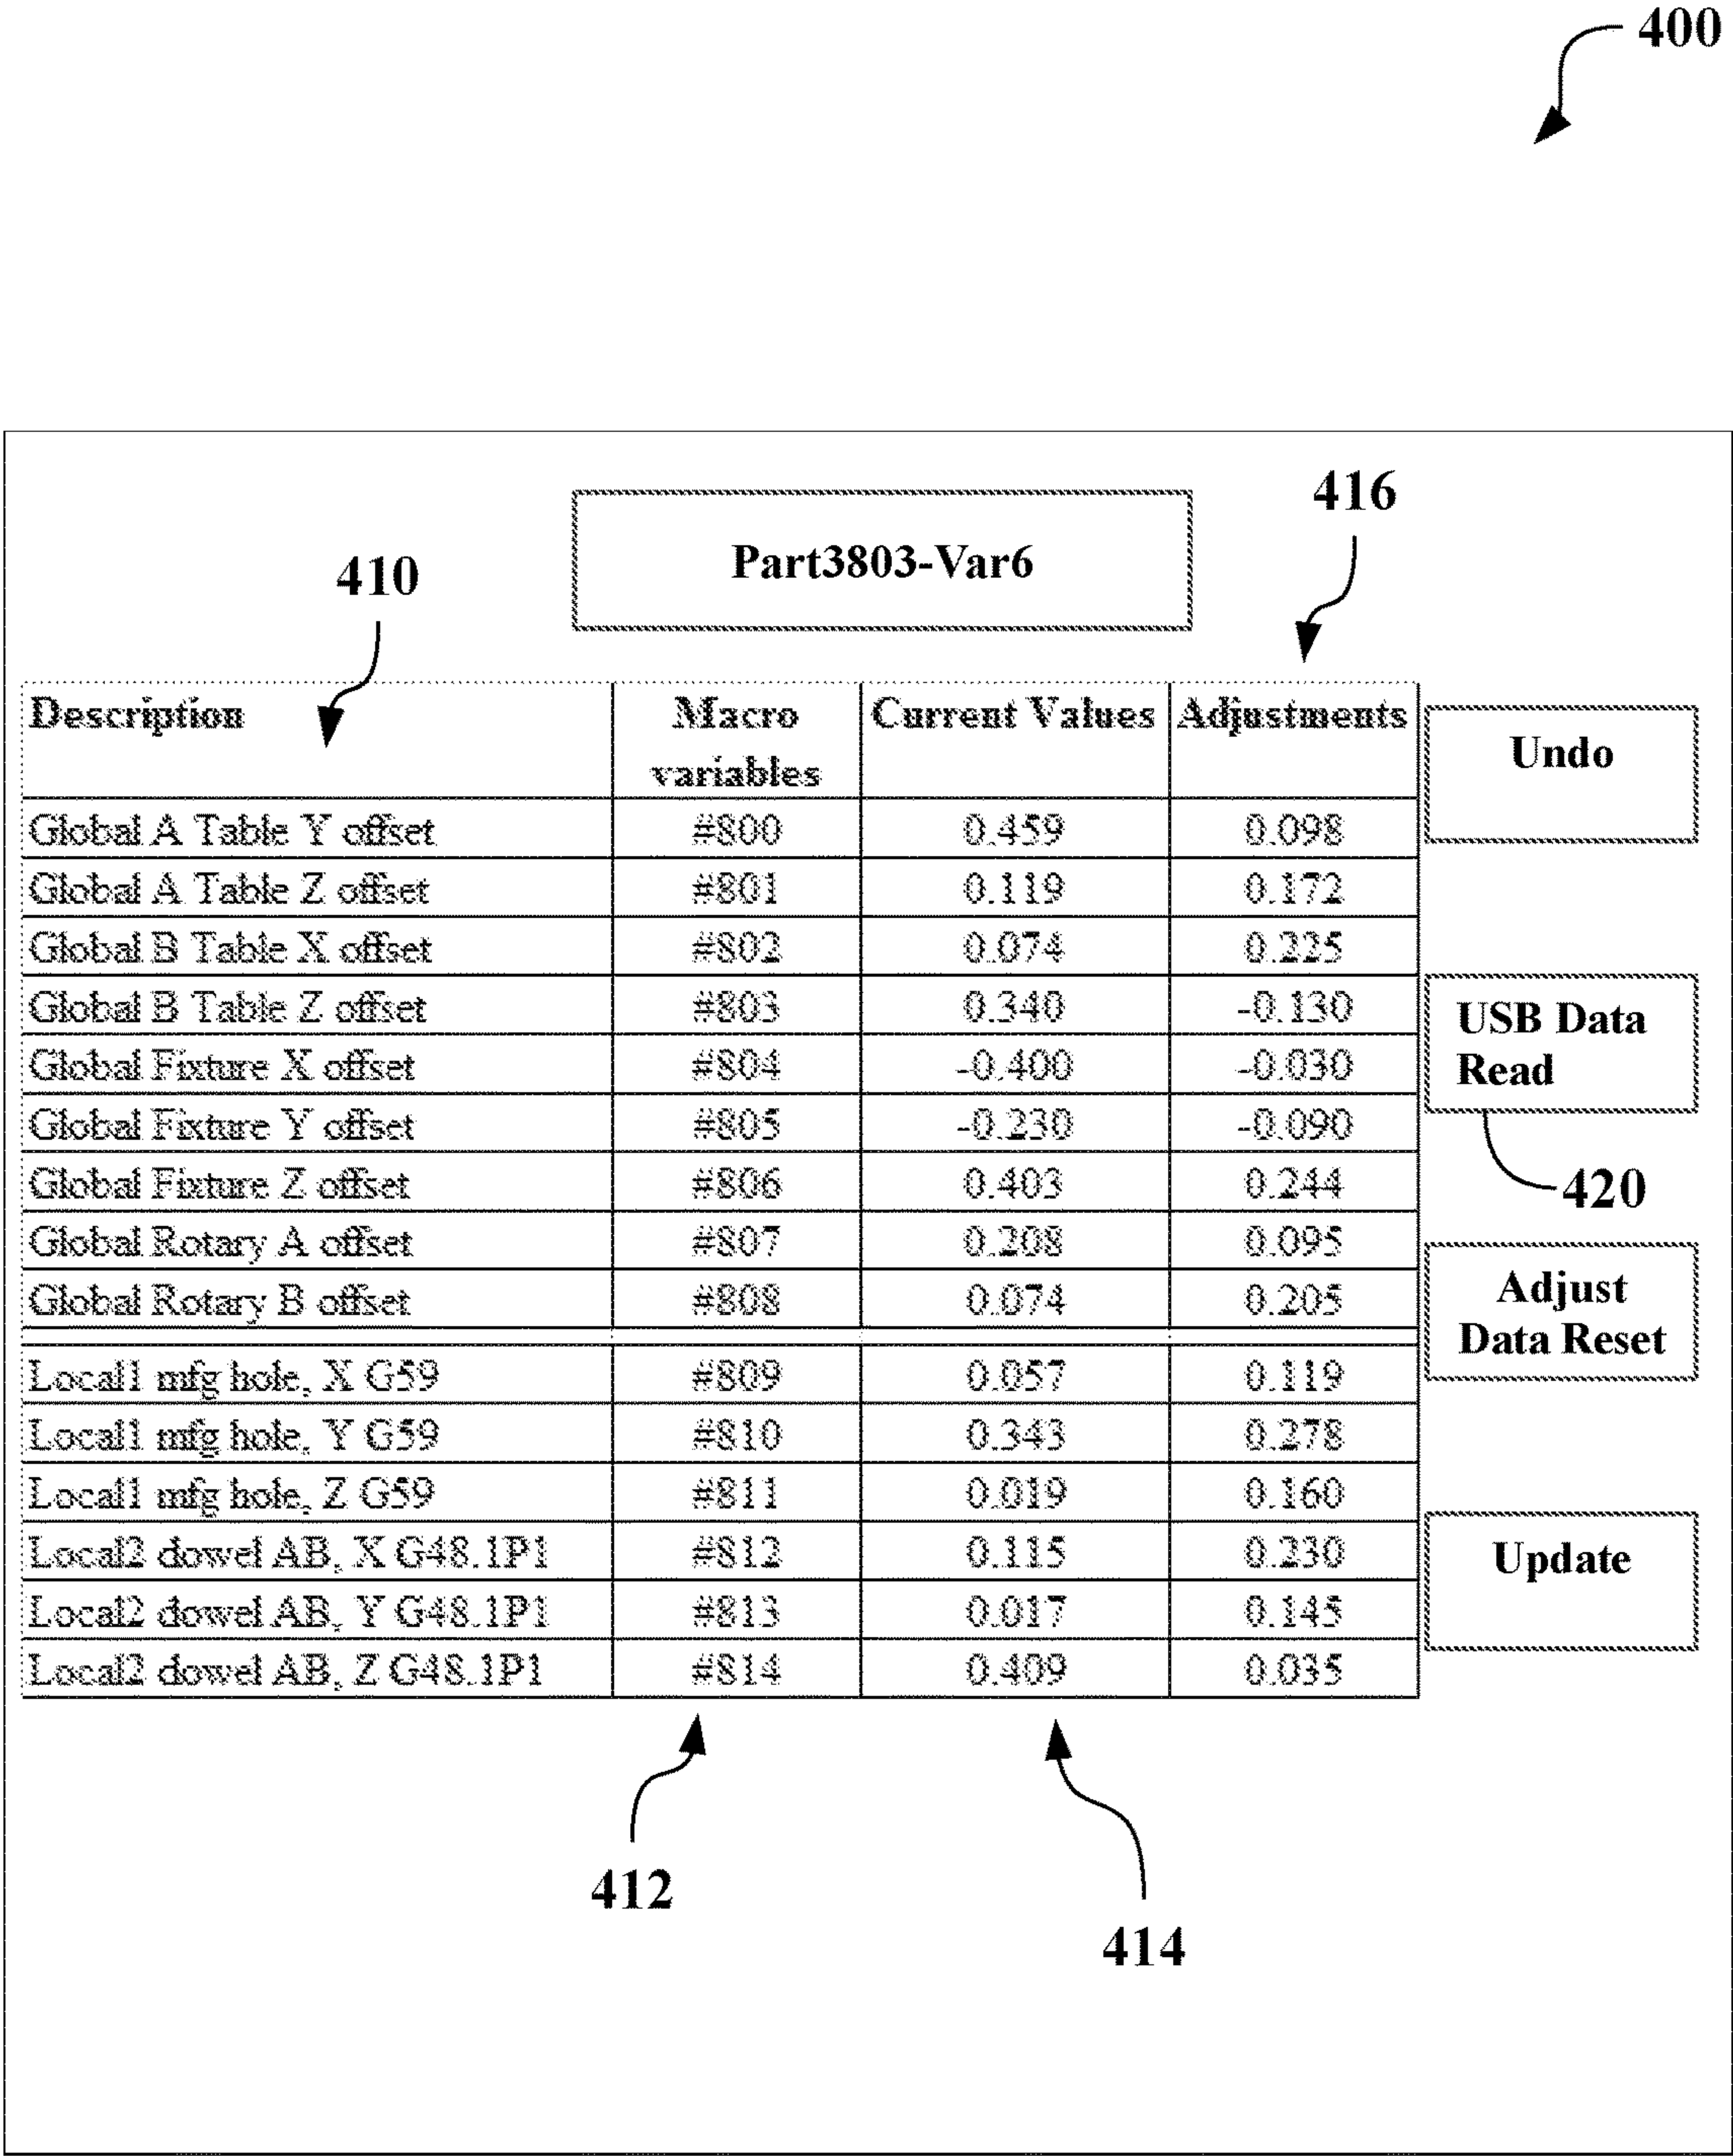 400
416
Part3803-Var6
410
Description Macro variables Current Values Adjustments
Undo
Global A Table Y offset #800 0.459 0.098
Global A Table Z offset #801 0.119 0.172
Global B Table X offset #802 0.074 0.225
Global B Table Z offset #803 0.340 -0.130
USB Data
Read
Global Fixture X offset #804 -0.400 -0.030
Global Fixture Y offset #805 -0.230 -0.090
Global Fixture Z offset #806 0.403 0.244
420
Global Rotary A offset #807 0.208 0.095
Global Rotary B offset #808 0.074 0.205
Adjust
Data Reset
Local1 mfg hole, X G59 #809 0.057 0.119
Local1 mfg hole, Y G59 #810 0.343 0.278
Local1 mfg hole, Z G59 #811 0.019 0.160
Local2 dowel AB, X G48.1P1 #812 0.115 0.230
Update
Local2 dowel AB, Y G48.1P1 #813 0.017 0.145
Local2 dowel AB, Z G48.1P1 #814 0.409 0.035
412
414